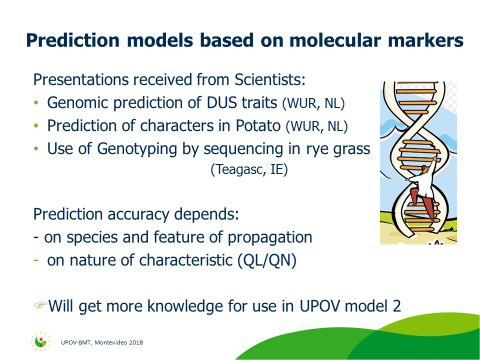 Prediction models based on molecular markers
Presentations received from Scientists:
• Genomic prediction of DUS traits (WUR, NL)
• Prediction of characters in Potato (WUR, NL)
• Use of Genotyping by sequencing in rye grass
(Teagasc, IE)
Prediction accuracy depends:
- on species and feature of propagation
- on nature of characteristic (QL/QN)
☞Will get more knowledge for use in UPOV model 2
UPOV-BMT, Montevideo 2018